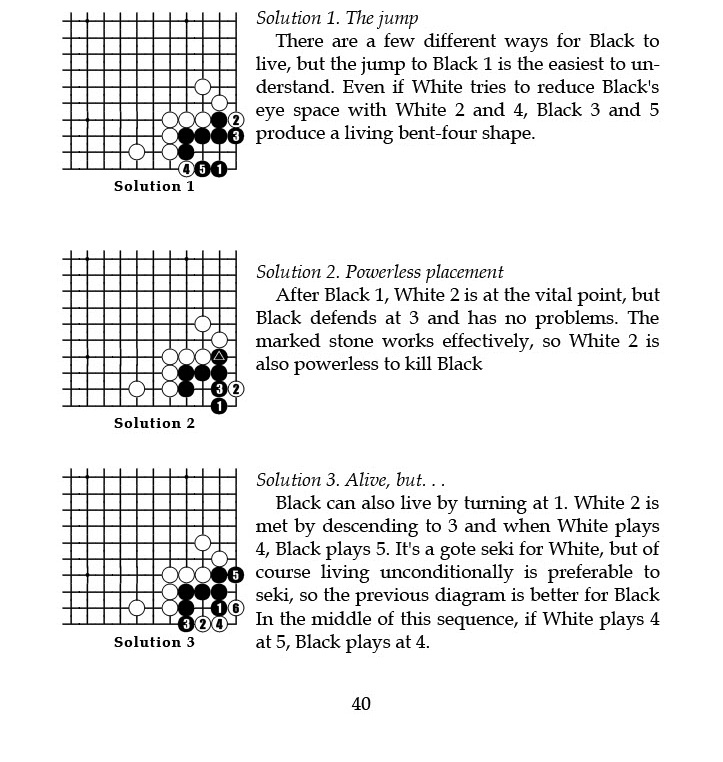 Solution 1. The jump
There are a few different ways for Black to
live, but the jump to Black 1 is the easiest to un-
derstand. Even if White tries to reduce Black's
eye space with White 2 and 4, Black 3 and 5
produce a living bent-four shape.
2
3
4 5 1
Solution 1
Solution 2. Powerless placement
After Black 1, White 2 is at the vital point, but
Black defends at 3 and has no problems. The
marked stone works effectively, so White 2 is
also powerless to kill Black
3 2
1
Solution 2
Solution 3. Alive, but. . .
Black can also live by turning at 1. White 2 is
met by descending to 3 and when White plays
4, Black plays 5. It's a gote seki for White, but of
course living unconditionally is preferable to
seki, so the previous diagram is better for Black
In the middle of this sequence, if White plays 4
at 5, Black plays at 4.
5
1 6
3 2 4
Solution 3
40